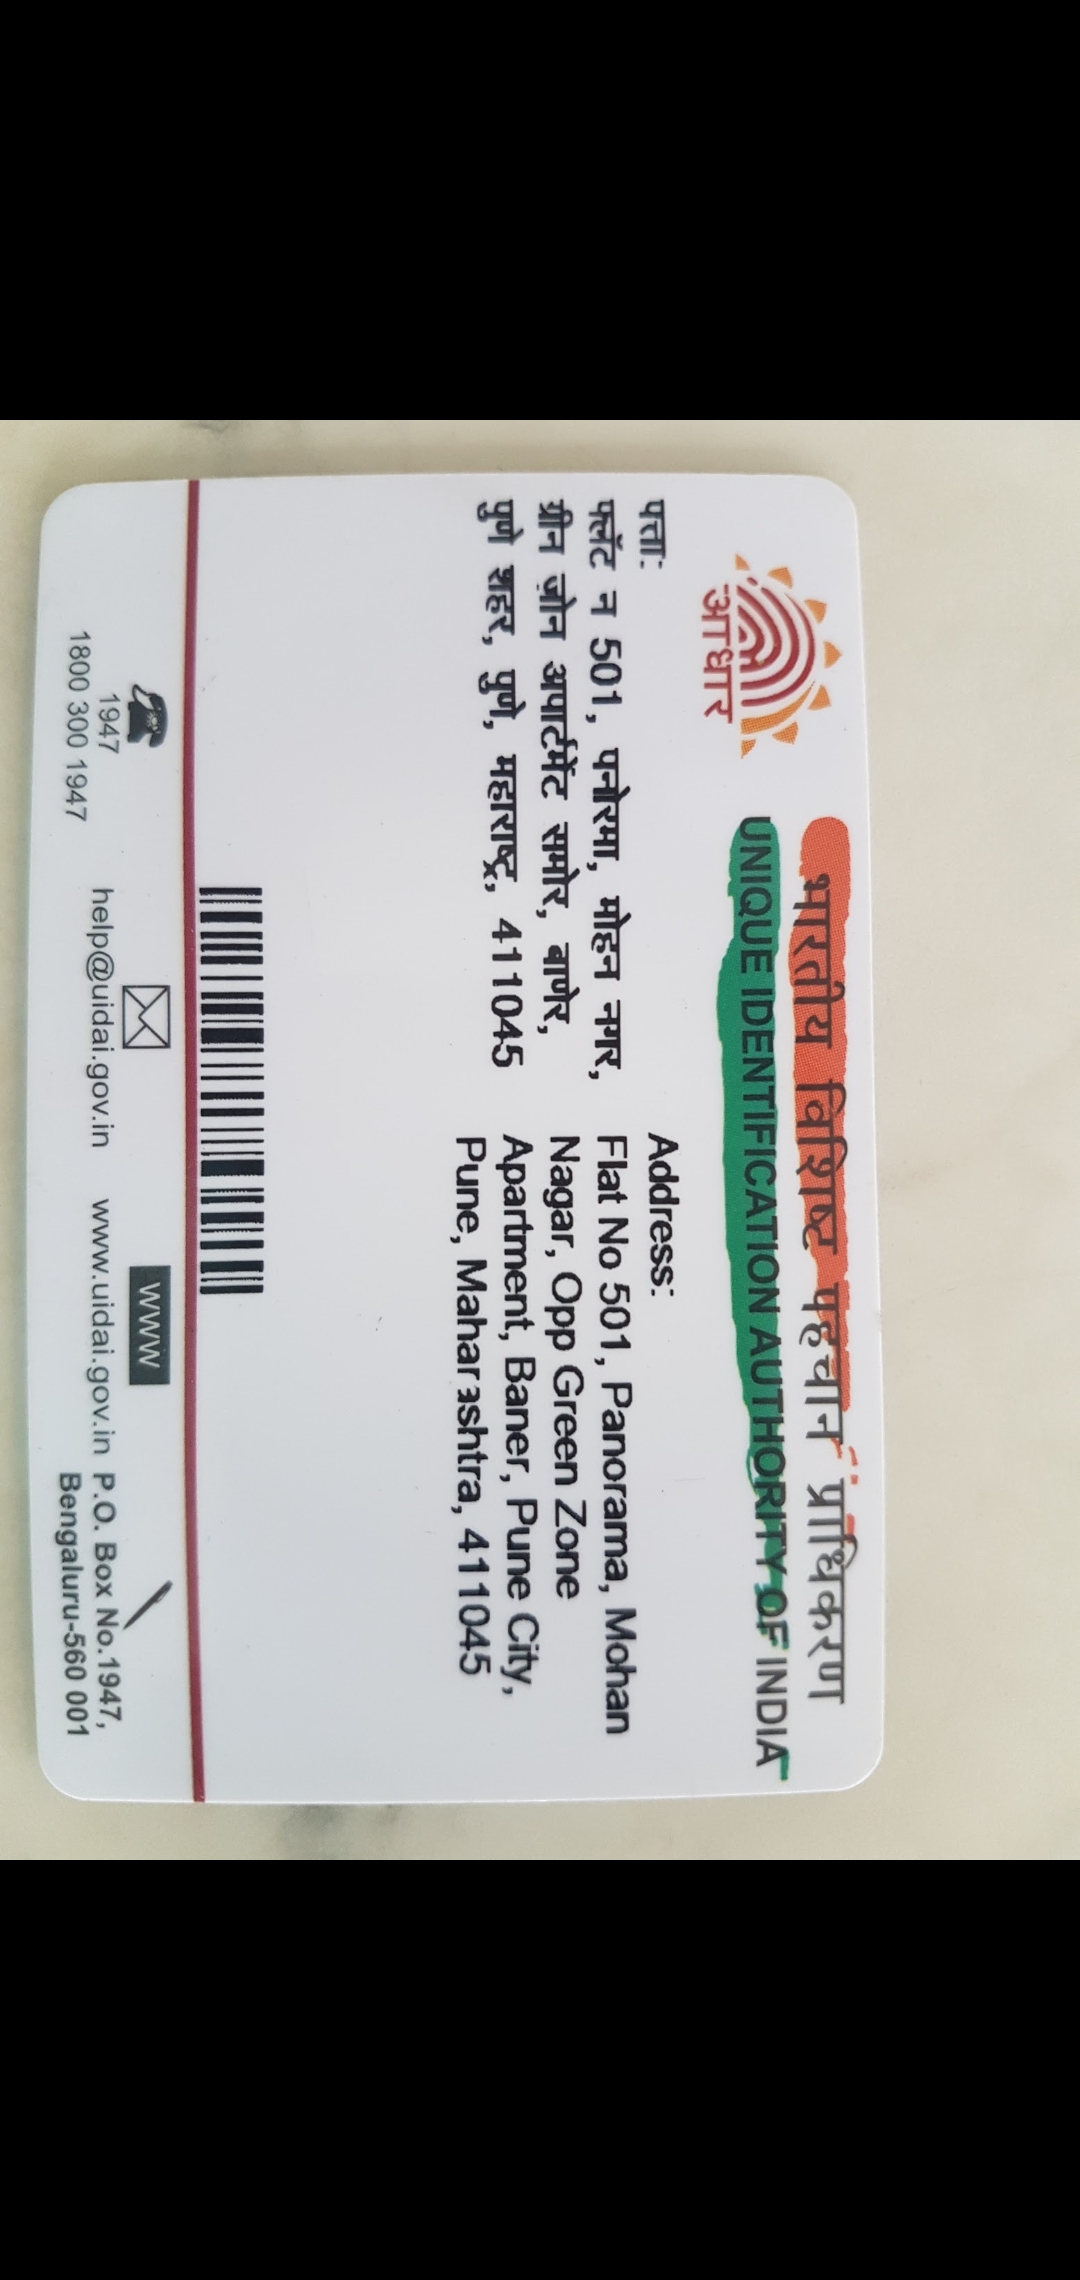 भारतीय विशिष्ट पहचान प्राधिकरण
UNIQUE IDENTIFICATION AUTHORITY OF INDIA
आधार
पत्ता:
फ्लॅट न 501, पनोरमा, मोहन नगर,
ग्रीन ज़ोन अपार्टमेंट समोर, बाणेर,
पुणे शहर, पुणे, महाराष्ट्र, 411045
Address:
Flat No 501, Panorama, Mohan
Nagar, Opp Green Zone
Apartment, Baner, Pune City,
Pune, Maharashtra, 411045
1947
1800 300 1947
help@uidai.gov.in
WWW
www.uidai.gov.in
P.O. Box No.1947,
Bengaluru-560 001